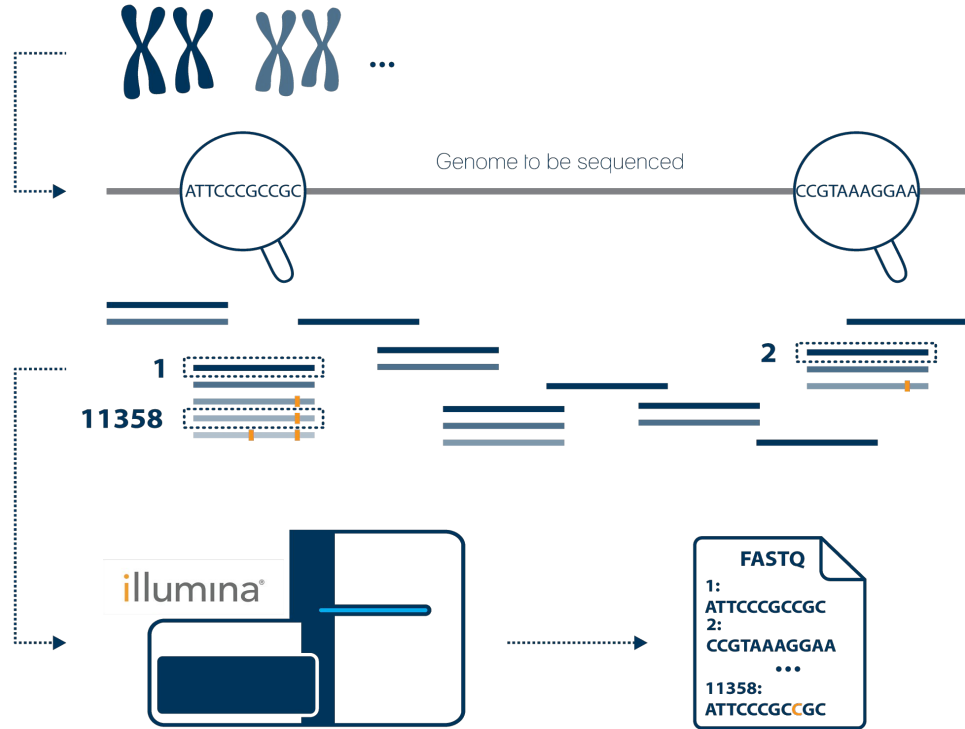 ...
Genome to be sequenced
ATTCCCGCCGC
CCGTAAAGGAA
1
2
11358
illumina®
FASTQ
1:
ATTCCCGCCGC
2:
CCGTAAAGGAA
...
11358:
ATTCCCGCCGC